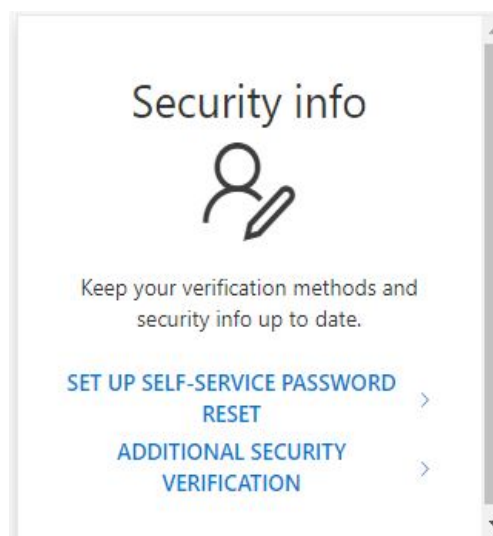 Security info
Keep your verification methods and
security info up to date.
SET UP SELF-SERVICE PASSWORD
RESET
ADDITIONAL SECURITY
VERIFICATION